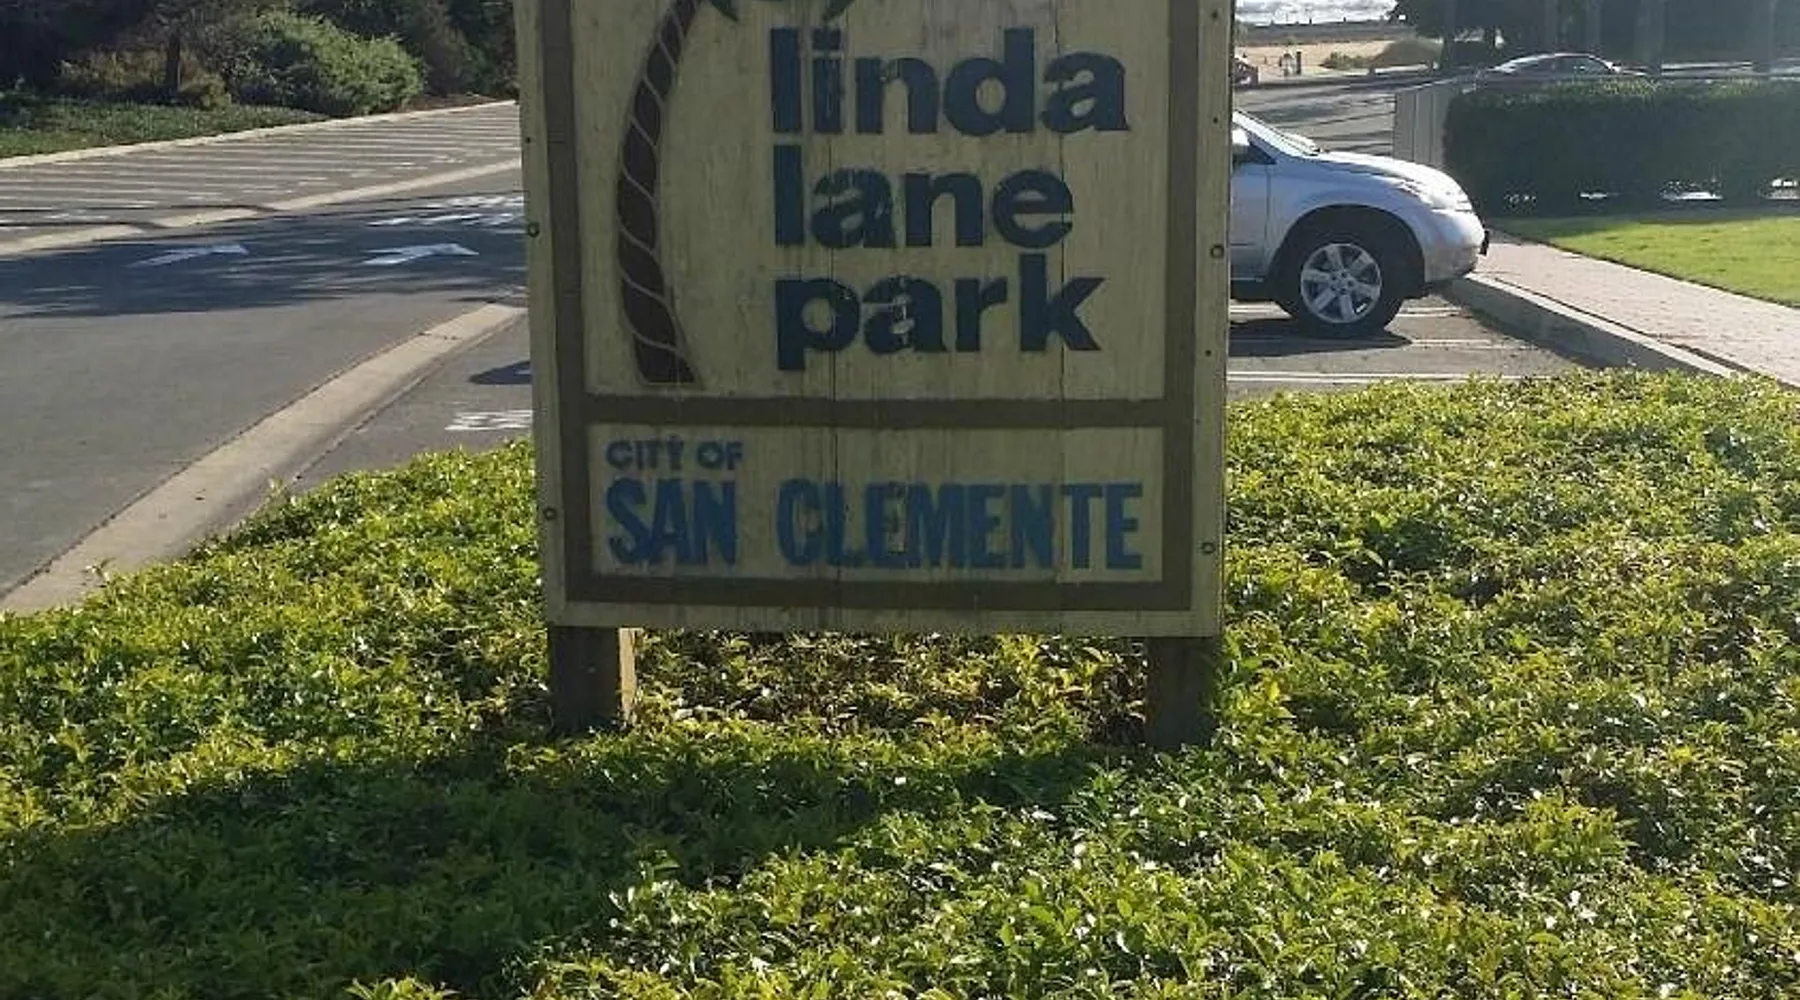 linda
lane
park
CITY OF
SAN CLEMENTE